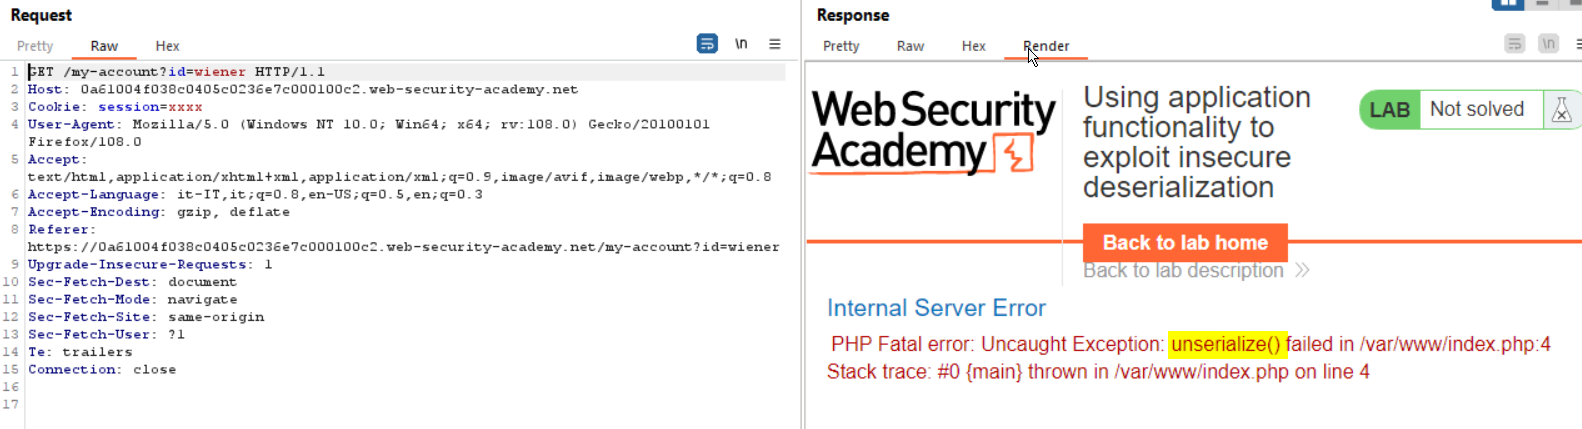 Request
Response
Pretty Raw Hex
\n
Pretty Raw Hex Render
\n
1 GET /my-account?id=wiener HTTP/1.1
2 Host: 0a61004f038c0405c0236e7c000100c2.web-security-academy.net
3 Cookie: session=xxxx
4 User-Agent: Mozilla/5.0 (Windows NT 10.0; Win64; x64; rv:108.0) Gecko/20100101
Firefox/108.0
5 Accept:
text/html,application/xhtml+xml,application/xml;q=0.9,image/avif,image/webp,*/*;q=0.8
6 Accept-Language: it-IT,it;q=0.8,en-US;q=0.5,en;q=0.3
7 Accept-Encoding: gzip, deflate
8 Referer:
https://0a61004f038c0405c0236e7c000100c2.web-security-academy.net/my-account?id=wiener
9 Upgrade-Insecure-Requests: 1
10 Sec-Fetch-Dest: document
11 Sec-Fetch-Mode: navigate
12 Sec-Fetch-Site: same-origin
13 Sec-Fetch-User: ?1
14 Te: trailers
15 Connection: close
16
17
Web Security
Academy
Using application
functionality to
exploit insecure
deserialization
LAB Not solved
Back to lab home
Back to lab description
Internal Server Error
PHP Fatal error: Uncaught Exception: unserialize() failed in /var/www/index.php:4
Stack trace: #0 {main} thrown in /var/www/index.php on line 4